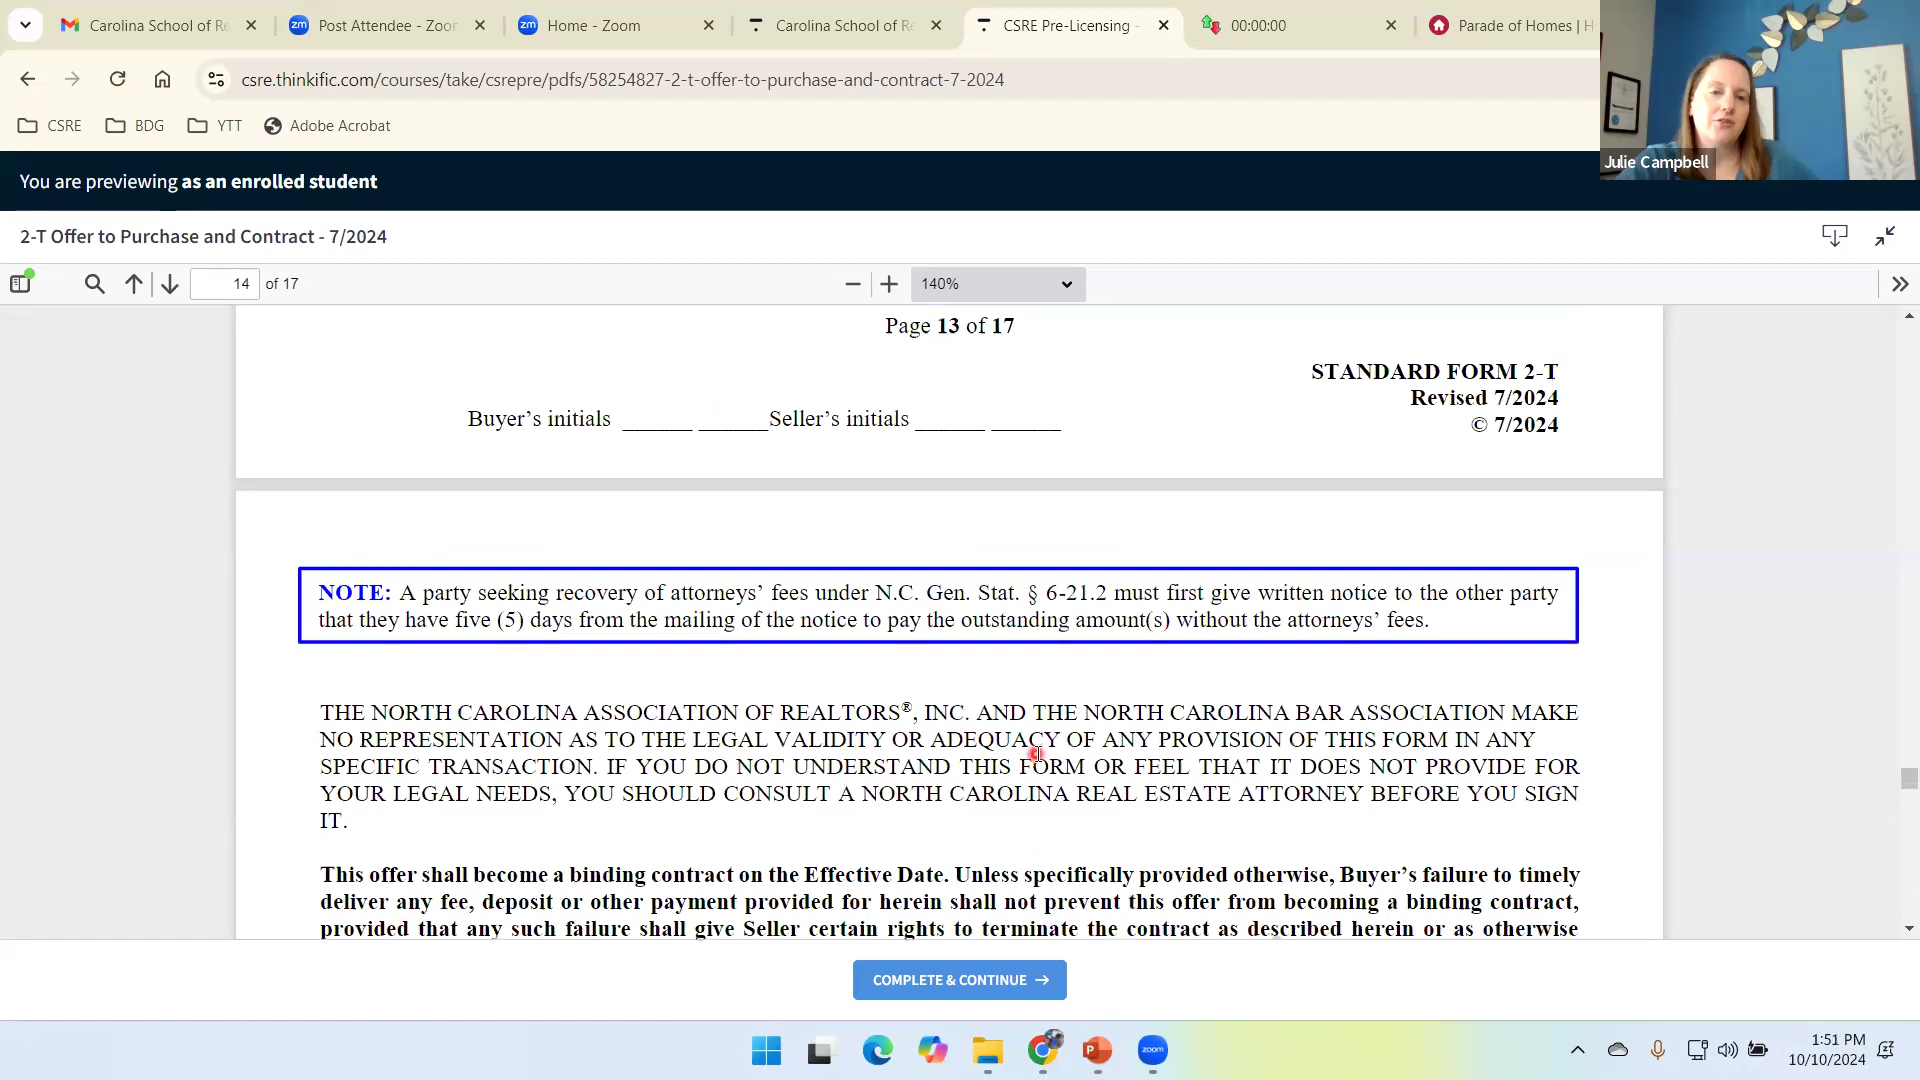 Carolina School of Re
Post Attendee - Zoom
Home - Zoom
Carolina School of Re
CSRE Pre-Licensing -
00:00:00
Parade of Homes | H
csre.thinkific.com/courses/take/csrepre/pdfs/58254827-2-t-offer-to-purchase-and-contract-7-2024
CSRE
BDG
YTT
Adobe Acrobat
Julie Campbell
You are previewing as an enrolled student
2-T Offer to Purchase and Contract - 7/2024
14 of 17
140%
Page 13 of 17
STANDARD FORM 2-T
Revised 7/2024
© 7/2024
Buyer’s initials ______ ______ Seller’s initials ______ ______
NOTE: A party seeking recovery of attorneys’ fees under N.C. Gen. Stat. § 6-21.2 must first give written notice to the other party
that they have five (5) days from the mailing of the notice to pay the outstanding amount(s) without the attorneys’ fees.
THE NORTH CAROLINA ASSOCIATION OF REALTORS®, INC. AND THE NORTH CAROLINA BAR ASSOCIATION MAKE
NO REPRESENTATION AS TO THE LEGAL VALIDITY OR ADEQUACY OF ANY PROVISION OF THIS FORM IN ANY
SPECIFIC TRANSACTION. IF YOU DO NOT UNDERSTAND THIS FORM OR FEEL THAT IT DOES NOT PROVIDE FOR
YOUR LEGAL NEEDS, YOU SHOULD CONSULT A NORTH CAROLINA REAL ESTATE ATTORNEY BEFORE YOU SIGN
IT.
This offer shall become a binding contract on the Effective Date. Unless specifically provided otherwise, Buyer’s failure to timely
deliver any fee, deposit or other payment provided for herein shall not prevent this offer from becoming a binding contract,
provided that any such failure shall give Seller certain rights to terminate the contract as described herein or as otherwise
COMPLETE & CONTINUE →
zoom
1:51 PM
10/10/2024